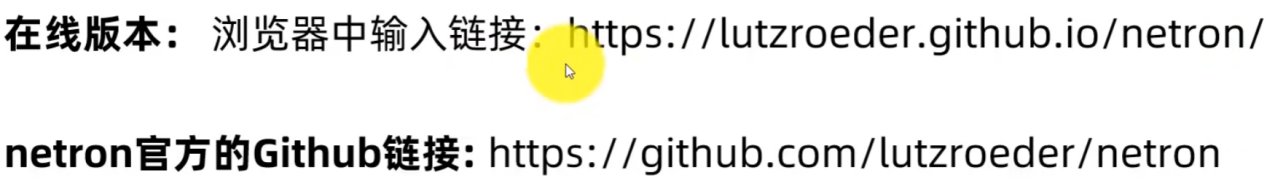 在线版本： 浏览器中输入链接：https://lutzroeder.github.io/netron/
netron官方的Github链接: https://github.com/lutzroeder/netron